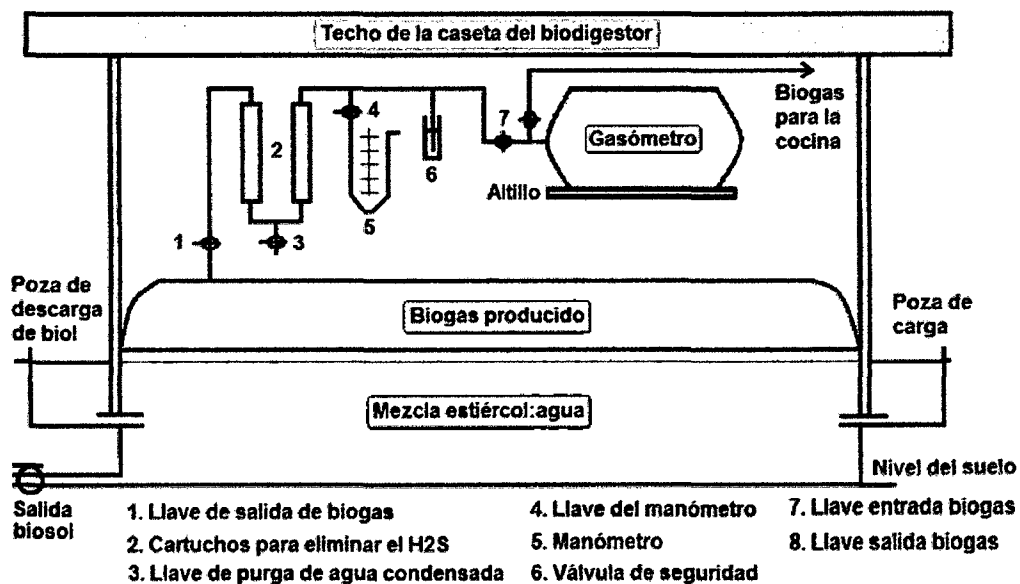 Techo de la caseta del biodigestor
Biogas
para la
cocina
7
4
Gasómetro
2
6
Altillo
5
1
3
Poza de
descarga
de biol
Biogas producido
Poza de
carga
Mezcla estiércol:agua
Nivel del suelo
Salida
biosol
1. Llave de salida de biogas
2. Cartuchos para eliminar el H2S
3. Llave de purga de agua condensada
4. Llave del manómetro
5. Manómetro
6. Válvula de seguridad
7. Llave entrada biogas
8. Llave salida biogas